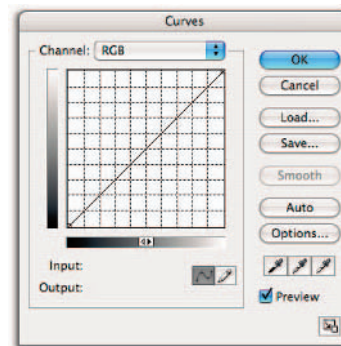 Curves
Channel: RGB
OK
Cancel
Load...
Save...
Smooth
Auto
Options...
Input:
Output:
Preview